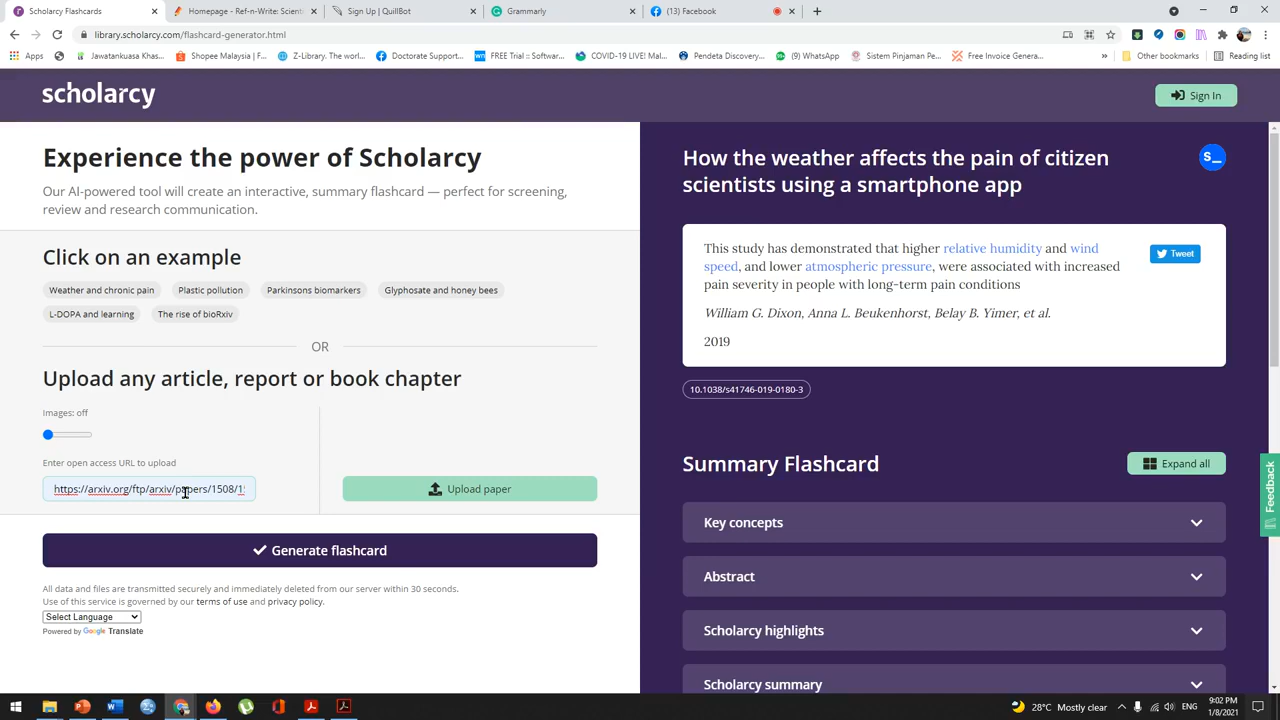 Scholarcy Flashcards
Homepage - Ref-n-Write: Scient
Sign Up | QuillBot
Grammarly
(13) Facebook
library.scholarcy.com/flashcard-generator.html
Apps
Jawatankuasa Khas...
Shopee Malaysia | F...
Z-Library. The worl...
Doctorate Support...
FREE Trial :: Softwar...
COVID-19 LIVE! Mal...
Pendeta Discovery...
(9) WhatsApp
Sistem Pinjaman Pe...
Free Invoice Genera...
»
Other bookmarks
Reading list
scholarcy
Sign In
Experience the power of Scholarcy
Our AI-powered tool will create an interactive, summary flashcard — perfect for screening,
review and research communication.
Click on an example
Weather and chronic pain
Plastic pollution
Parkinsons biomarkers
Glyphosate and honey bees
L-DOPA and learning
The rise of bioRxiv
OR
Upload any article, report or book chapter
Images: off
Enter open access URL to upload
https://arxiv.org/ftp/arxiv/papers/1508/1
Upload paper
Generate flashcard
All data and files are transmitted securely and immediately deleted from our server within 30 seconds.
Use of this service is governed by our terms of use and privacy policy.
Select Language
Powered by Google Translate
How the weather affects the pain of citizen
scientists using a smartphone app
S_
This study has demonstrated that higher relative humidity and wind
speed, and lower atmospheric pressure, were associated with increased
pain severity in people with long-term pain conditions
Tweet
William G. Dixon, Anna L. Beukenhorst, Belay B. Yimer, et al.
2019
10.1038/s41746-019-0180-3
Summary Flashcard
Expand all
Key concepts
Abstract
Scholarcy highlights
Scholarcy summary
Feedback
28°C Mostly clear
9:02 PM
1/8/2021